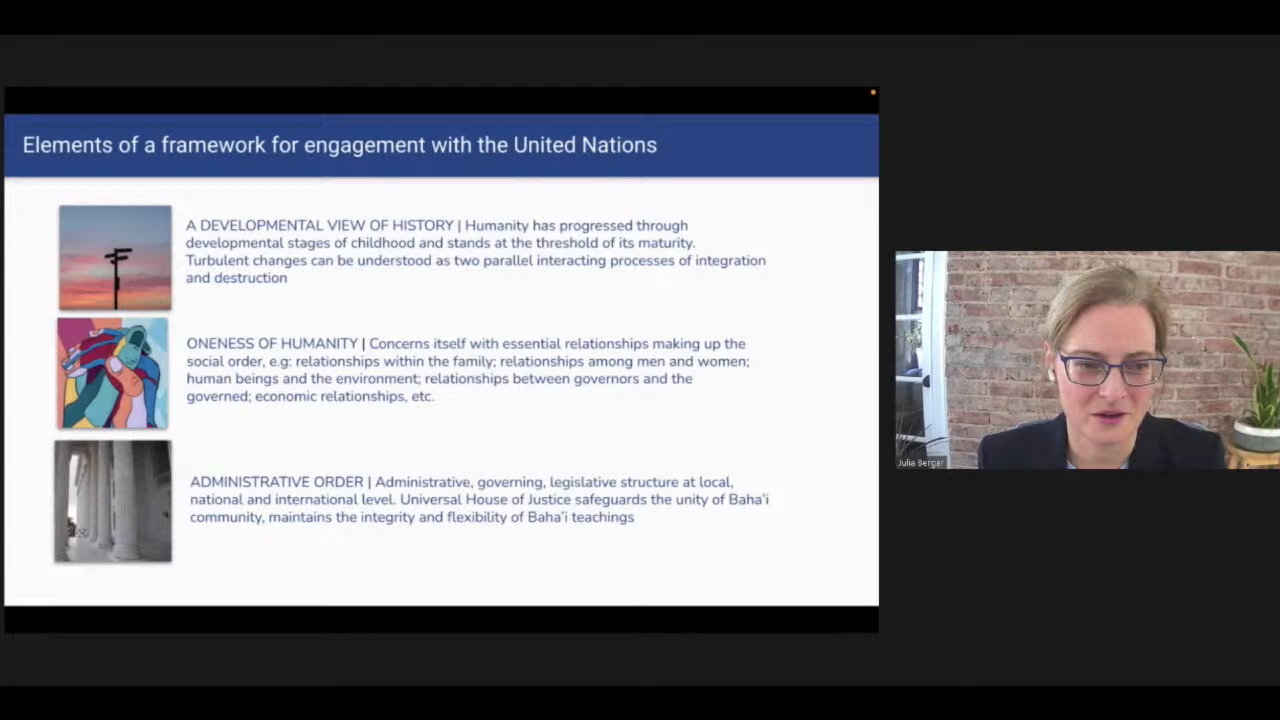 Elements of a framework for engagement with the United Nations
A DEVELOPMENTAL VIEW OF HISTORY | Humanity has progressed through
developmental stages of childhood and stands at the threshold of its maturity.
Turbulent changes can be understood as two parallel interacting processes of integration
and destruction
ONENESS OF HUMANITY | Concerns itself with essential relationships making up the
social order, e.g: relationships within the family; relationships among men and women;
human beings and the environment; relationships between governors and the
governed; economic relationships, etc.
ADMINISTRATIVE ORDER | Administrative, governing, legislative structure at local,
national and international level. Universal House of Justice safeguards the unity of Baha'i
community, maintains the integrity and flexibility of Baha'i teachings
Julia Berger